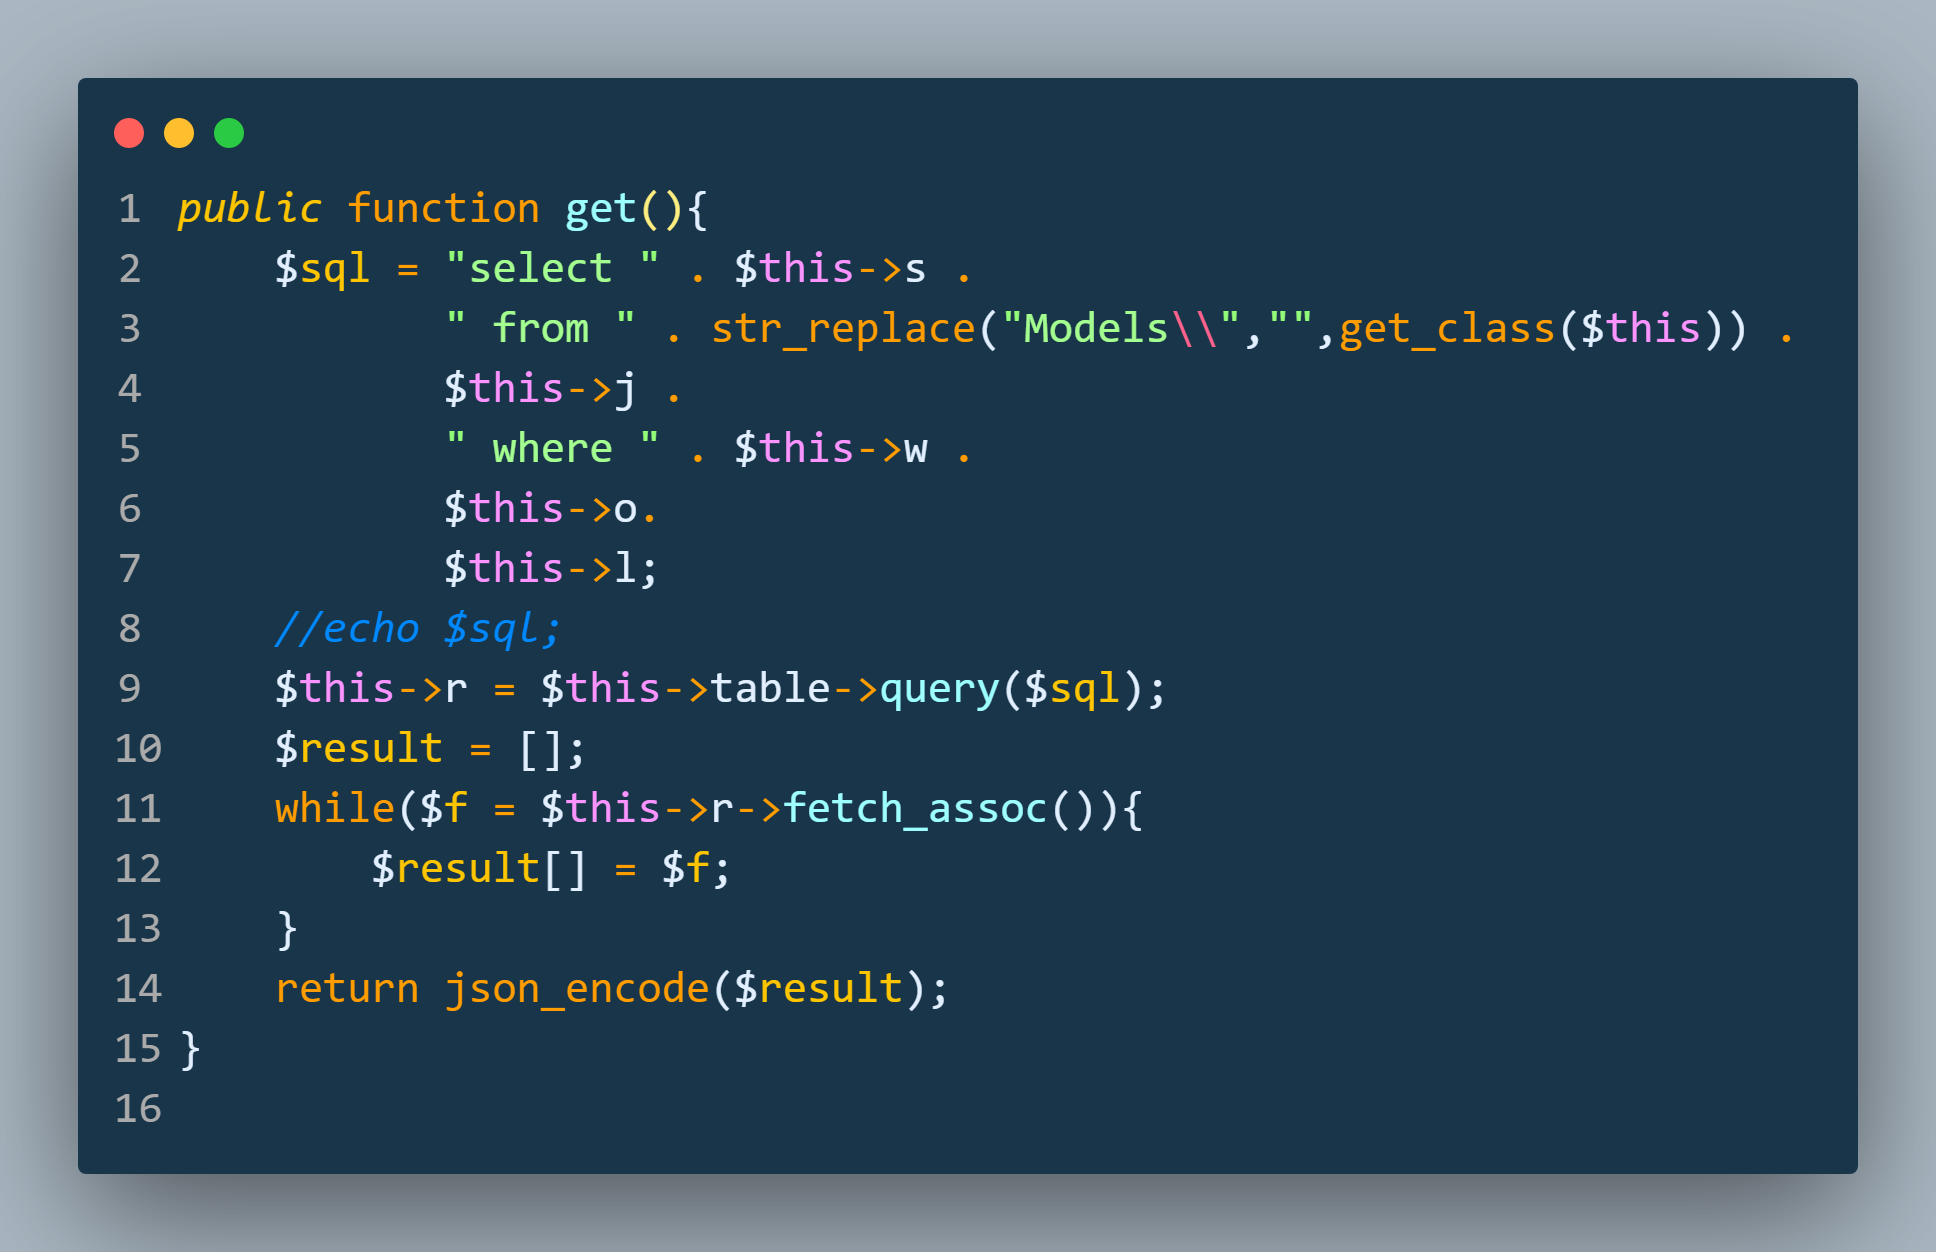 1 public function get(){
2     $sql = "select " . $this->s .
3            " from " . str_replace("Models\\","",get_class($this)) .
4            $this->j .
5            " where " . $this->w .
6            $this->o.
7            $this->l;
8     //echo $sql;
9     $this->r = $this->table->query($sql);
10     $result = [];
11     while($f = $this->r->fetch_assoc()){
12         $result[] = $f;
13     }
14     return json_encode($result);
15 }
16